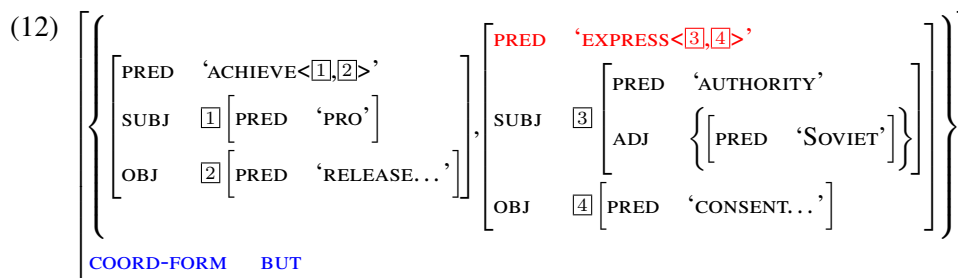 (12)
PRED 'EXPRESS<3,4>'
PRED 'ACHIEVE<1,2>'
SUBJ 1 [PRED 'PRO']
OBJ 2 [PRED 'RELEASE...']
,
SUBJ 3
PRED 'AUTHORITY'
ADJ {[PRED 'SOVIET']}
OBJ 4 [PRED 'CONSENT...']
COORD-FORM BUT